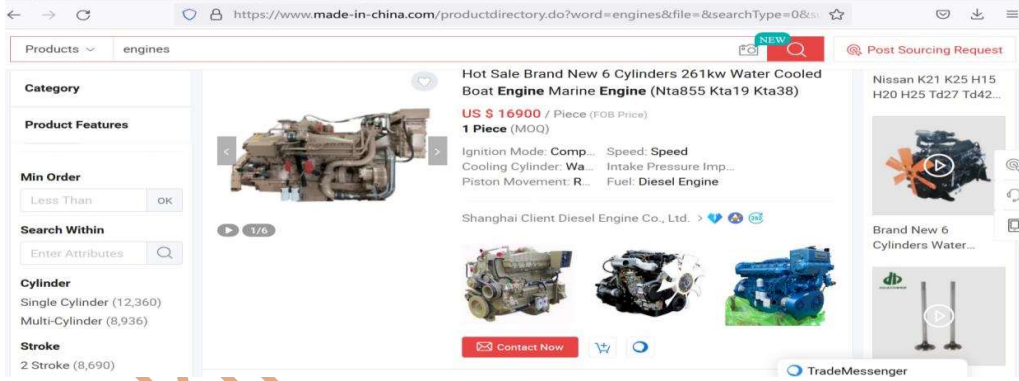 https://www.made-in-china.com/productdirectory.do?word=engines&file=&searchType=0&s
Products
engines
NEW
Post Sourcing Request
Category
Product Features
Min Order
Less Than
OK
Search Within
Enter Attributes
Cylinder
Single Cylinder (12,360)
Multi-Cylinder (8,936)
Stroke
2 Stroke (8,690)
1/6
Hot Sale Brand New 6 Cylinders 261kw Water Cooled
Boat Engine Marine Engine (Nta855 Kta19 Kta38)
US $ 16900 / Piece (FOB Price)
1 Piece (MOQ)
Ignition Mode: Comp... Speed: Speed
Cooling Cylinder: Wa... Intake Pressure Imp...
Piston Movement: R... Fuel: Diesel Engine
Shanghai Client Diesel Engine Co., Ltd. >
Contact Now
Nissan K21 K25 H15
H20 H25 Td27 Td42...
Brand New 6
Cylinders Water...
TradeMessenger